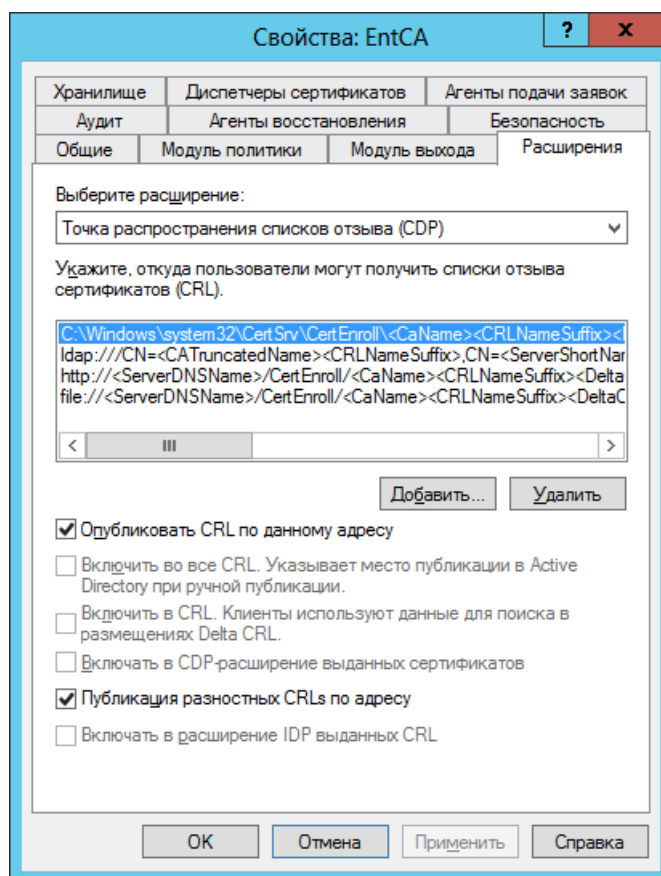 Свойства: EntCA
? x
Хранилище Диспетчеры сертификатов Агенты подачи заявок
Аудит Агенты восстановления Безопасность
Общие Модуль политики Модуль выхода Расширения
Выберите расширение:
Точка распространения списков отзыва (CDP)
Укажите, откуда пользователи могут получить списки отзыва
сертификатов (CRL).
C:\Windows\system32\CertSrv\CertEnroll\<CaName><CRLNameSuffix><
ldap:///CN=<CATruncatedName><CRLNameSuffix>,CN=<ServerShortNar
http://<ServerDNSName>/CertEnroll/<CaName><CRLNameSuffix><Delta
file://<ServerDNSName>/CertEnroll/<CaName><CRLNameSuffix><DeltaC
Добавить... Удалить
Опубликовать CRL по данному адресу
Включить во все CRL. Указывает место публикации в Active
Directory при ручной публикации.
Включить в CRL. Клиенты используют данные для поиска в
размещениях Delta CRL.
Включать в CDP-расширение выданных сертификатов
Публикация разностных CRLs по адресу
Включать в расширение IDP выданных CRL
OK Отмена Применить Справка